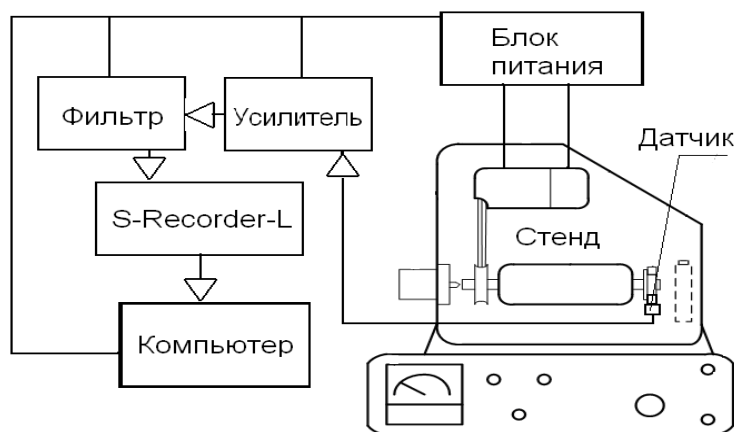 Блок
питания
Фильтр
Усилитель
Датчик
S-Recorder-L
Стенд
Компьютер